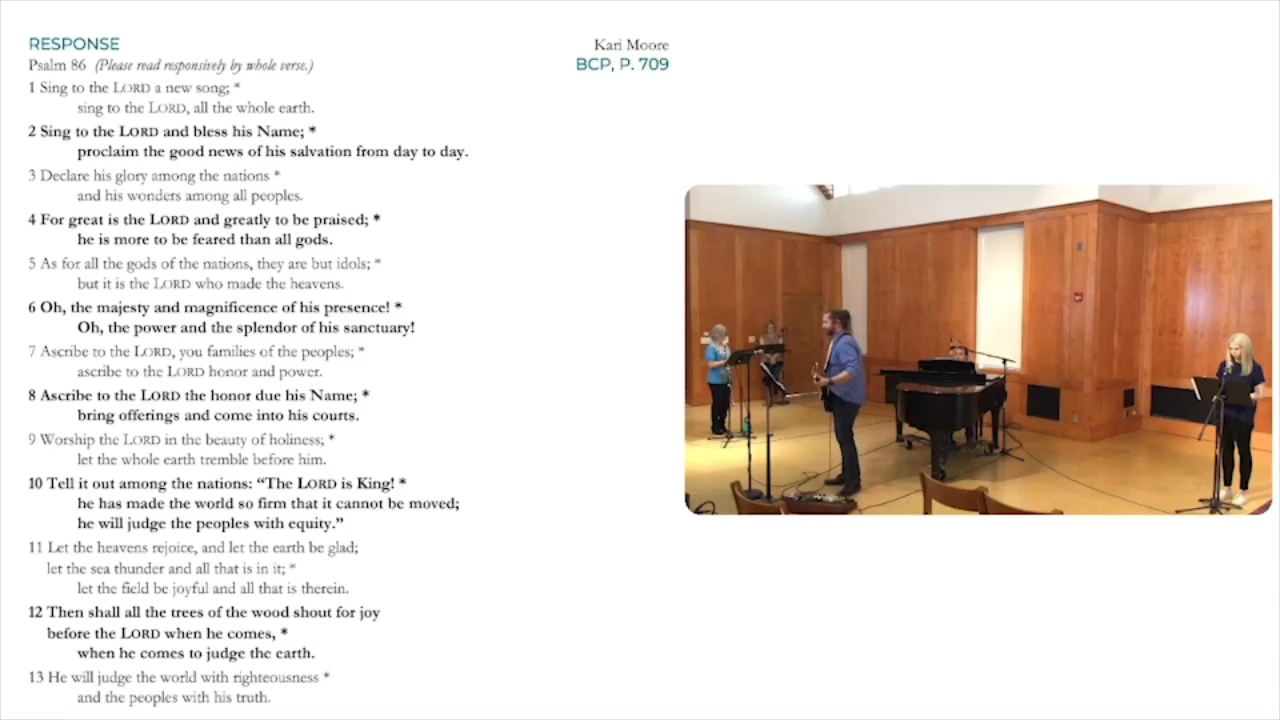 RESPONSE
Kari Moore
Psalm 86 (Please read responsively by whole verse.)
BCP, P. 709
1 Sing to the LORD a new song; *
sing to the LORD, all the whole earth.
2 Sing to the LORD and bless his Name; *
proclaim the good news of his salvation from day to day.
3 Declare his glory among the nations *
and his wonders among all peoples.
4 For great is the LORD and greatly to be praised; *
he is more to be feared than all gods.
5 As for all the gods of the nations, they are but idols; *
but it is the LORD who made the heavens.
6 Oh, the majesty and magnificence of his presence! *
Oh, the power and the splendor of his sanctuary!
7 Ascribe to the LORD, you families of the peoples; *
ascribe to the LORD honor and power.
8 Ascribe to the LORD the honor due his Name; *
bring offerings and come into his courts.
9 Worship the LORD in the beauty of holiness; *
let the whole earth tremble before him.
10 Tell it out among the nations: “The LORD is King! *
he has made the world so firm that it cannot be moved;
he will judge the peoples with equity.”
11 Let the heavens rejoice, and let the earth be glad;
let the sea thunder and all that is in it; *
let the field be joyful and all that is therein.
12 Then shall all the trees of the wood shout for joy
before the LORD when he comes, *
when he comes to judge the earth.
13 He will judge the world with righteousness *
and the peoples with his truth.